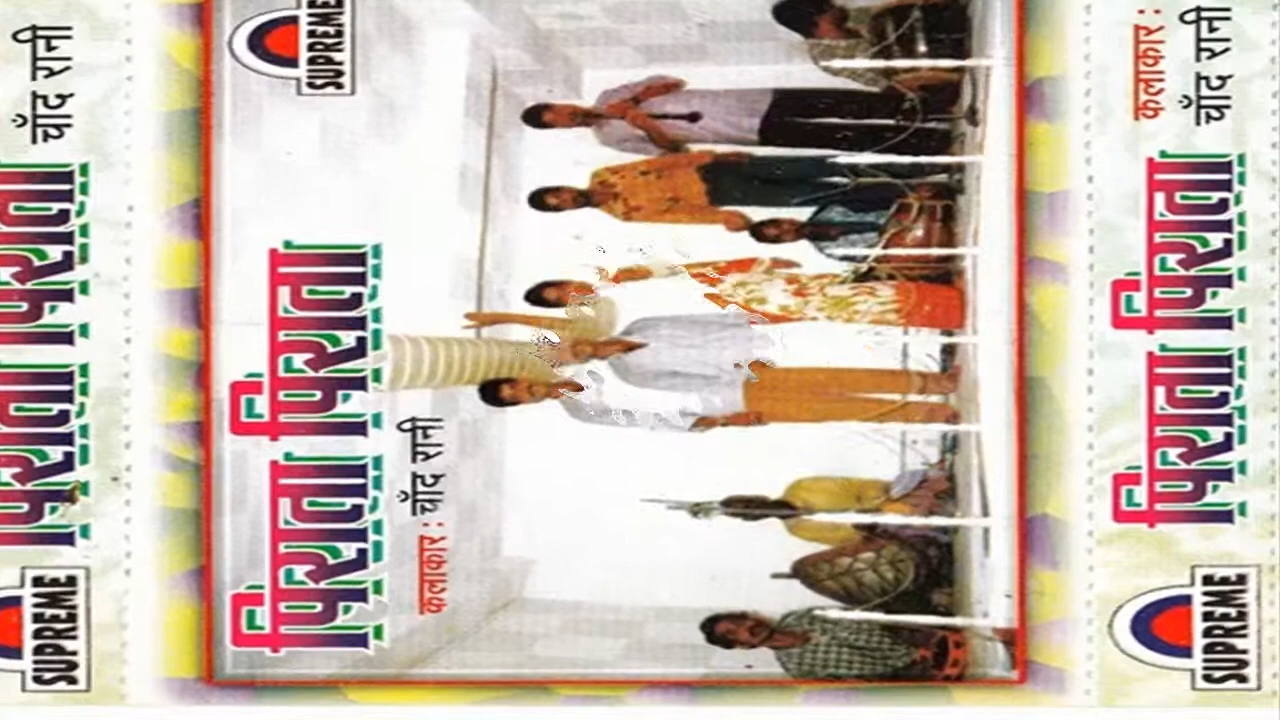 SUPREME
पिराता पिराता
चाँद रानी
SUPREME
पिराता पिराता
कलाकार : चाँद रानी
SUPREME
पिराता पिराता
कलाकार :
चाँद रानी